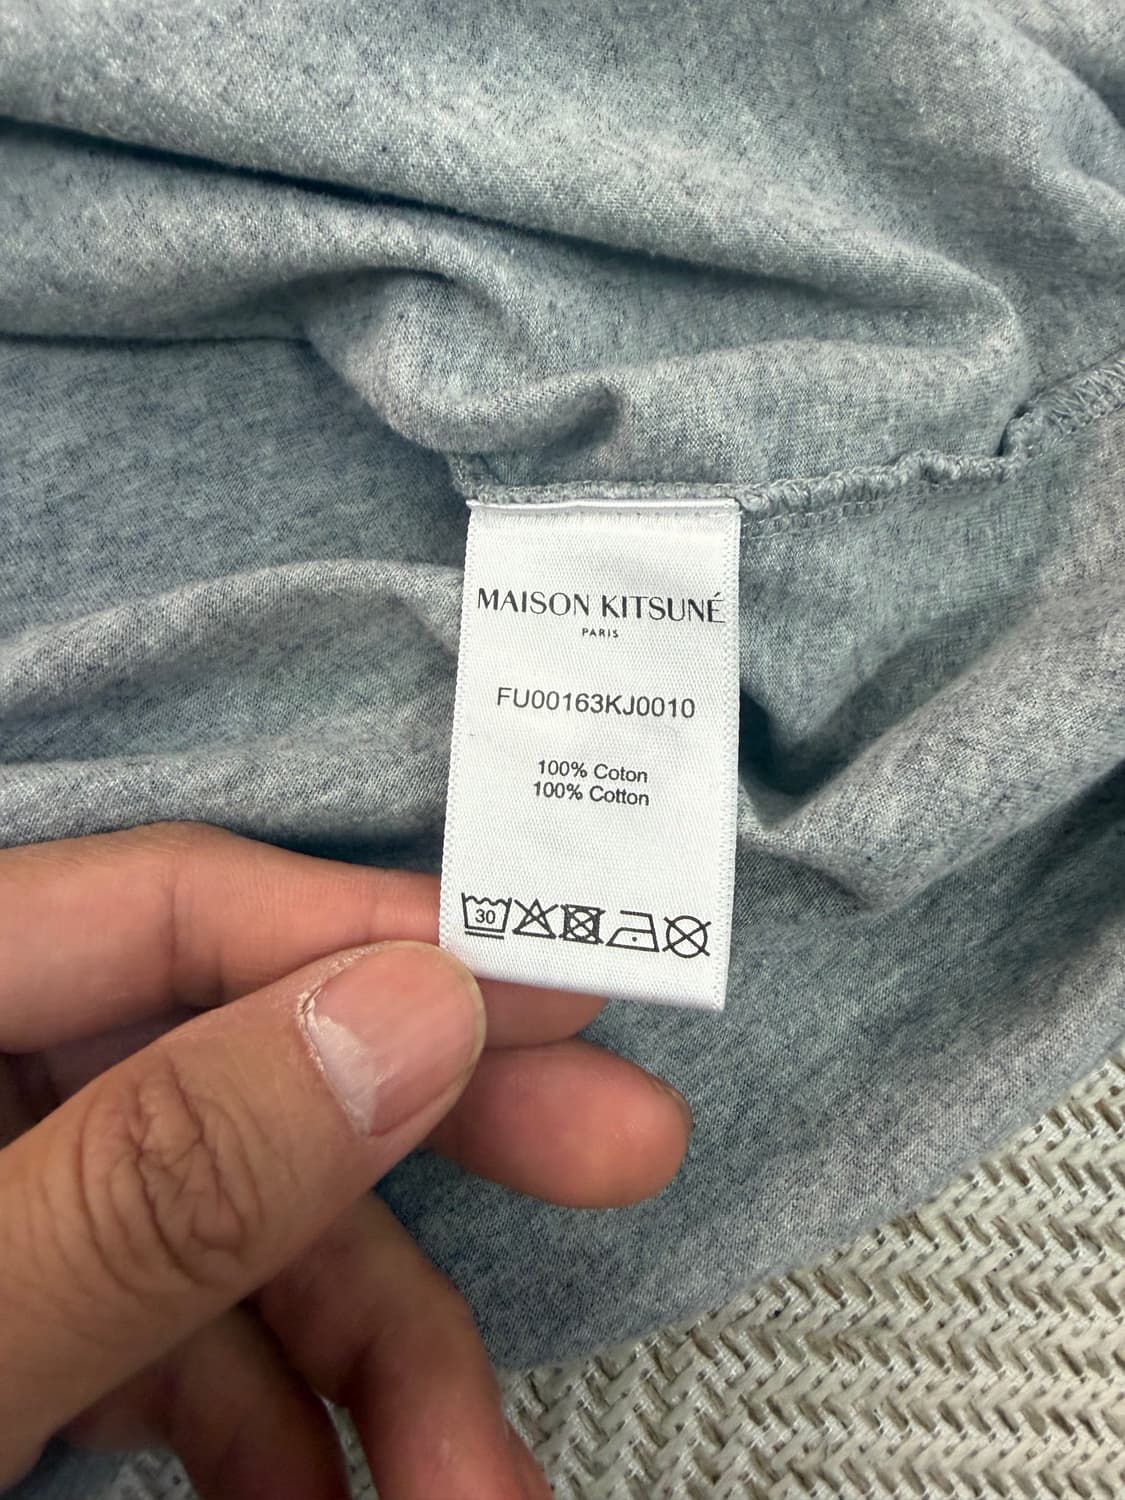 MAISON KITSUNÉ
PARIS
FU00163KJ0010
100% Coton
100% Cotton
30